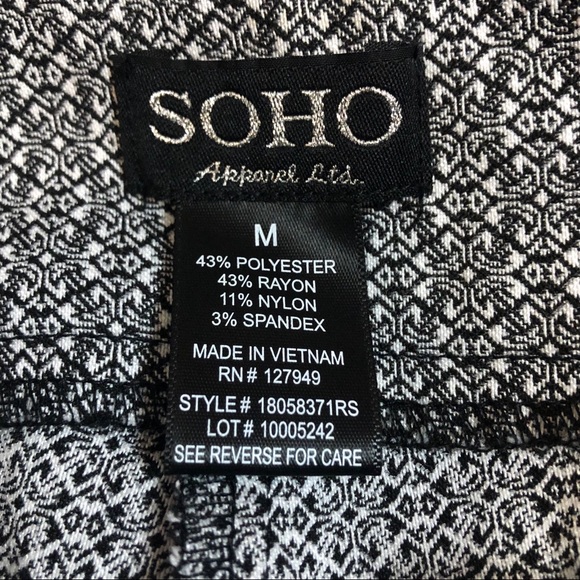 SOHO
Apparel Ltd.
M
43% POLYESTER
43% RAYON
11% NYLON
3% SPANDEX
MADE IN VIETNAM
RN# 127949
STYLE# 18058371RS
LOT# 10005242
SEE REVERSE FOR CARE